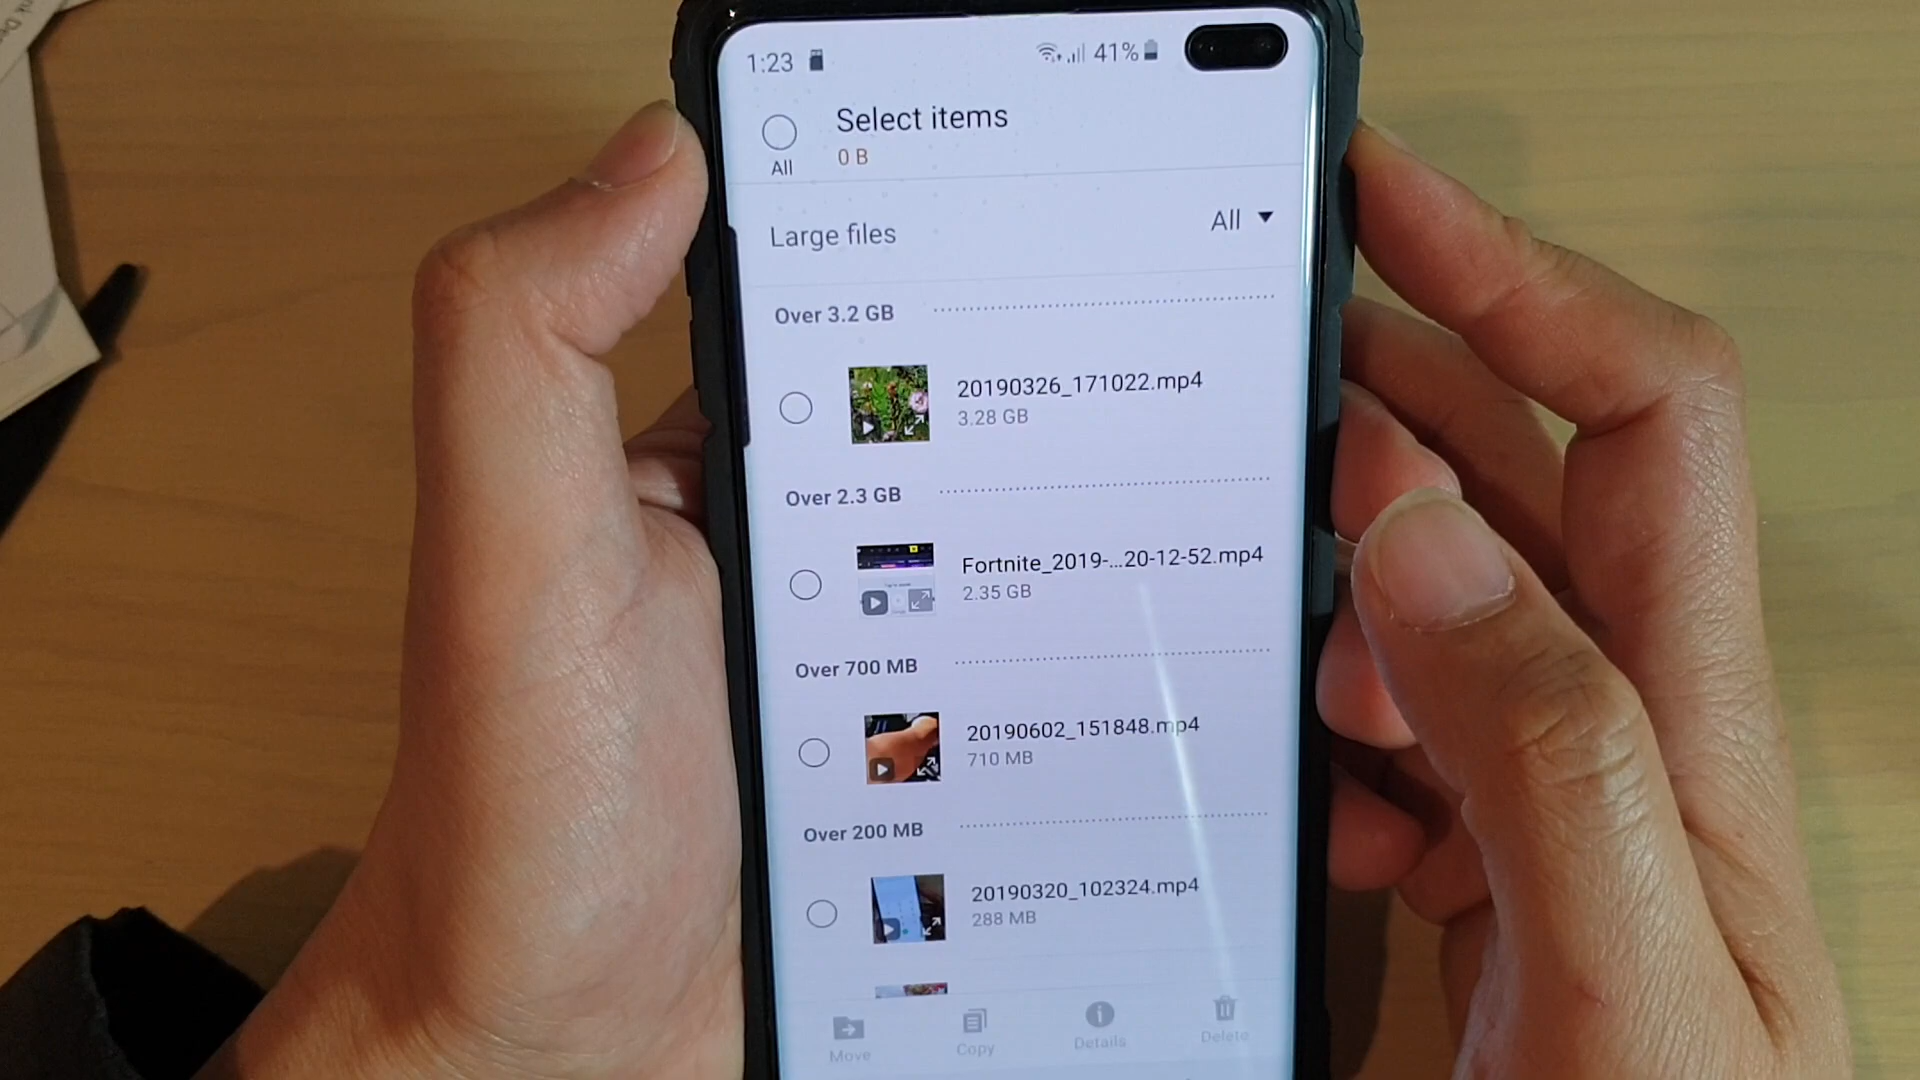 1:23 41%
Select items
0 B
All
Large files All
Over 3.2 GB
20190326_171022.mp4
3.28 GB
Over 2.3 GB
Fortnite_2019-...20-12-52.mp4
2.35 GB
Over 700 MB
20190602_151848.mp4
710 MB
Over 200 MB
20190320_102324.mp4
288 MB
Move Copy Details Delete